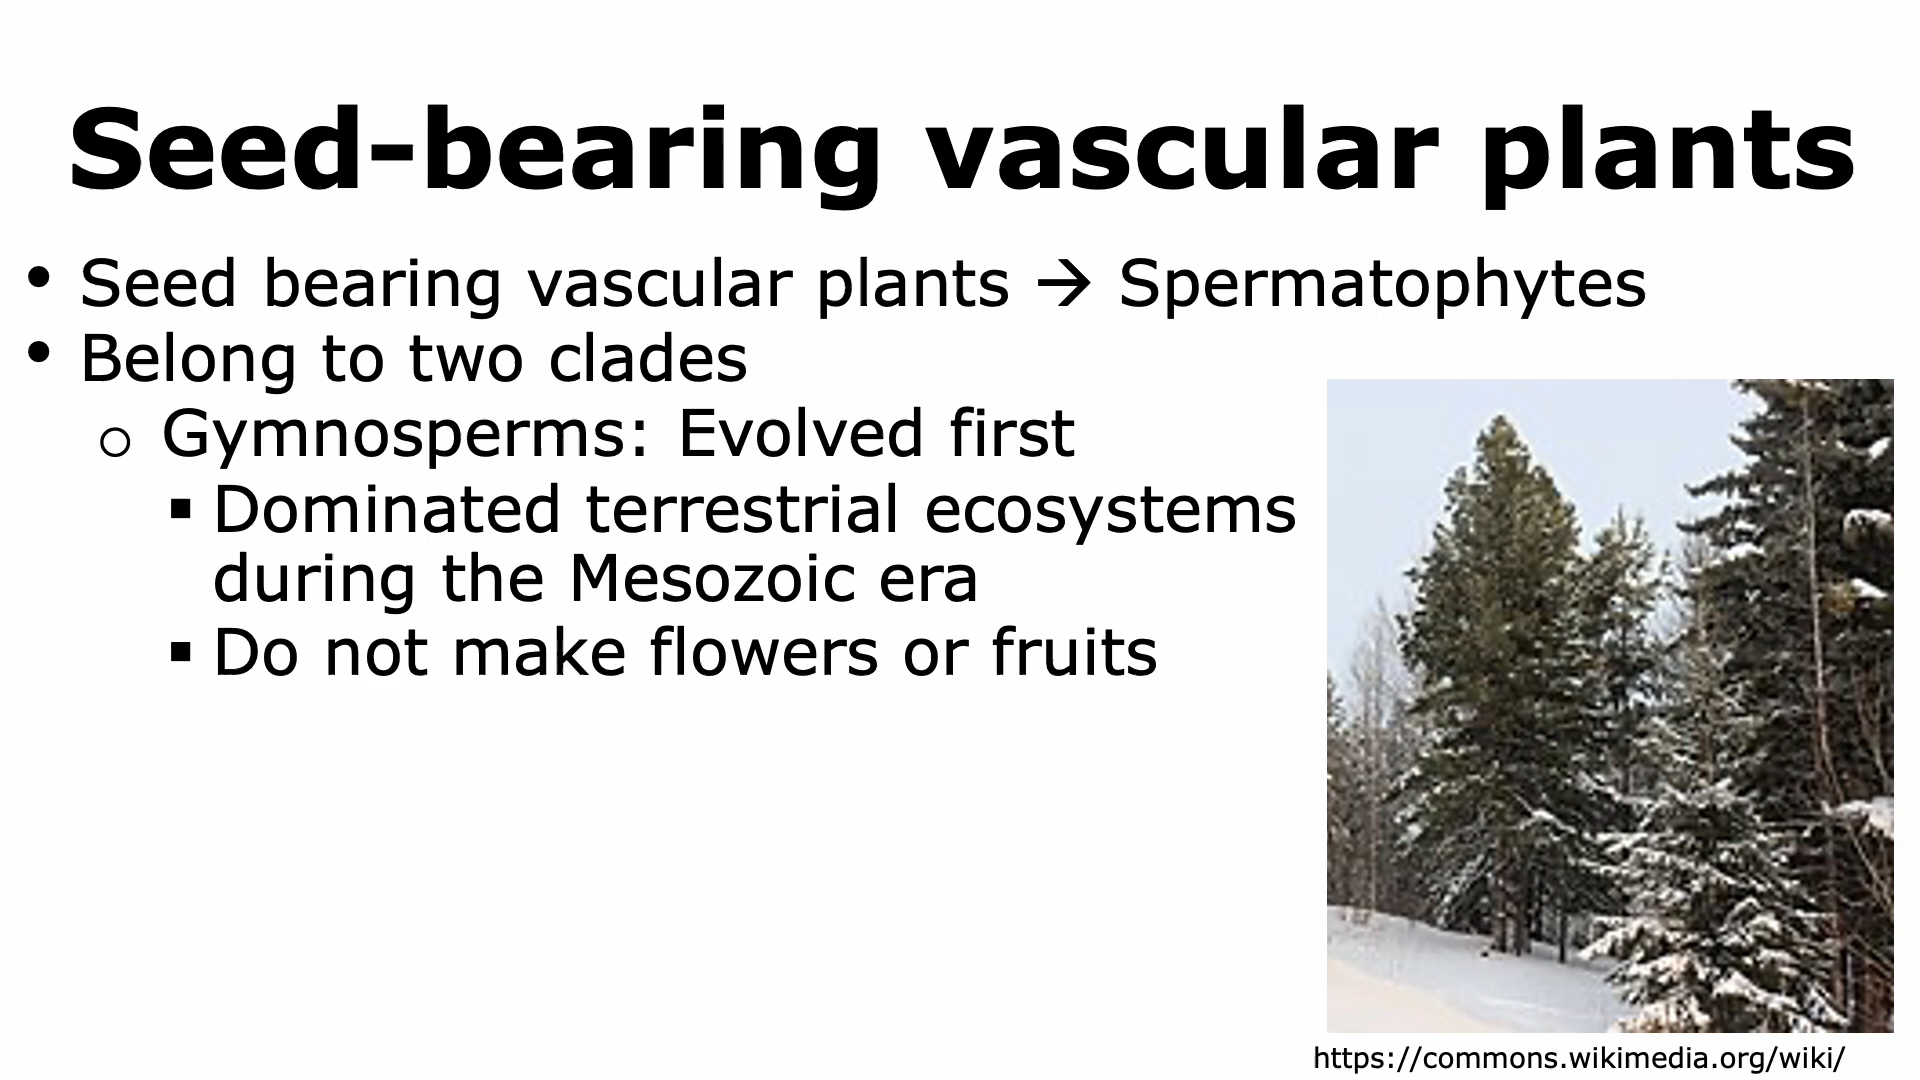 Seed-bearing vascular plants
• Seed bearing vascular plants → Spermatophytes
• Belong to two clades
○ Gymnosperms: Evolved first
▪ Dominated terrestrial ecosystems
during the Mesozoic era
▪ Do not make flowers or fruits
https://commons.wikimedia.org/wiki/